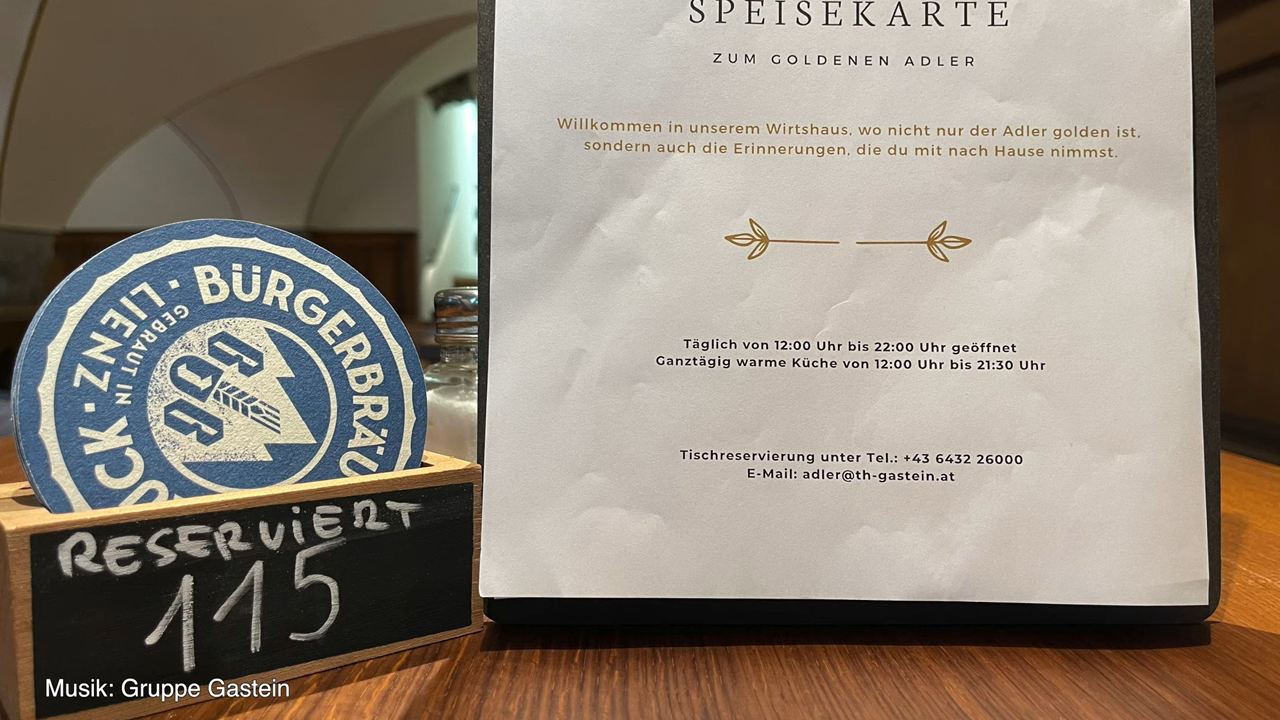 SPEISEKARTE
ZUM GOLDENEN ADLER
Willkommen in unserem Wirtshaus, wo nicht nur der Adler golden ist,
sondern auch die Erinnerungen, die du mit nach Hause nimmst.
Täglich von 12:00 Uhr bis 22:00 Uhr geöffnet
Ganztägig warme Küche von 12:00 Uhr bis 21:30 Uhr
Tischreservierung unter Tel.: +43 6432 26000
E-Mail: adler@th-gastein.at
BÜRGERBRÄU
LIENZ
GEBRAUT IN
RESERVIERT
115
Musik: Gruppe Gastein